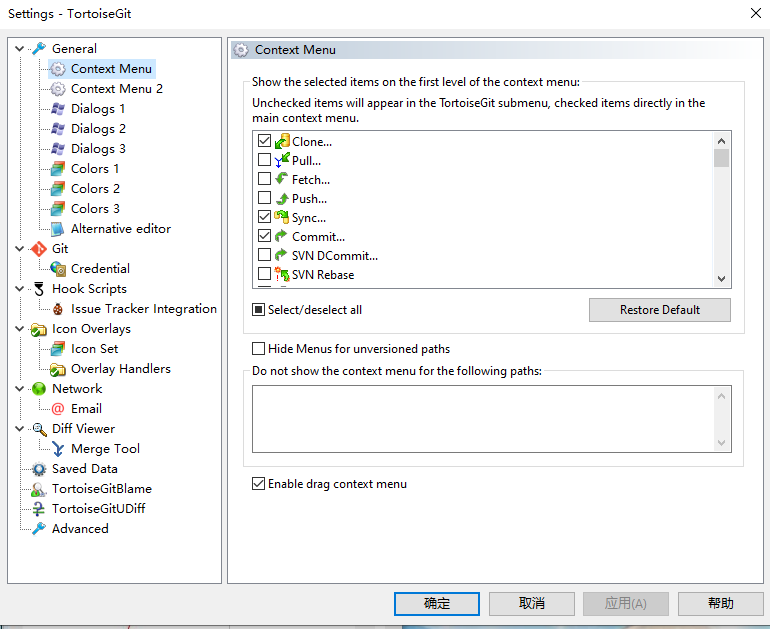 Settings - TortoiseGit
General
Context Menu
Context Menu 2
Dialogs 1
Dialogs 2
Dialogs 3
Colors 1
Colors 2
Colors 3
Alternative editor
Git
Credential
Hook Scripts
Issue Tracker Integration
Icon Overlays
Icon Set
Overlay Handlers
Network
Email
Diff Viewer
Merge Tool
Saved Data
TortoiseGitBlame
TortoiseGitUDiff
Advanced
Context Menu
Show the selected items on the first level of the context menu:
Unchecked items will appear in the TortoiseGit submenu, checked items directly in the
main context menu.
Clone...
Pull...
Fetch...
Push...
Sync...
Commit...
SVN DCommit...
SVN Rebase
Select/deselect all
Restore Default
Hide Menus for unversioned paths
Do not show the context menu for the following paths:
Enable drag context menu
确定
取消
应用(A)
帮助